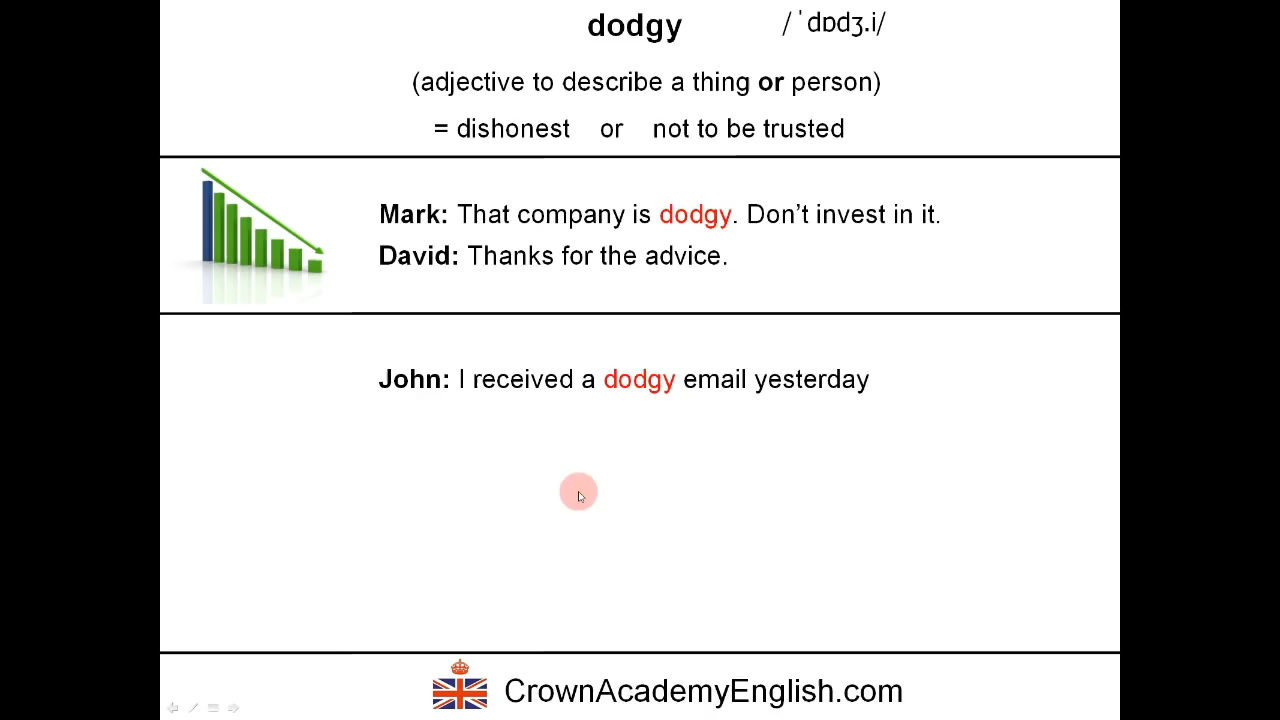 dodgy /ˈdɒdʒ.i/
(adjective to describe a thing or person)
= dishonest or not to be trusted
Mark: That company is dodgy. Don’t invest in it.
David: Thanks for the advice.
John: I received a dodgy email yesterday
CrownAcademyEnglish.com